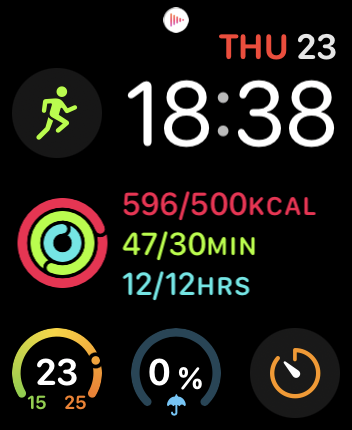 THU 23
18:38
596/500KCAL
47/30MIN
12/12HRS
23
15 25
0 %